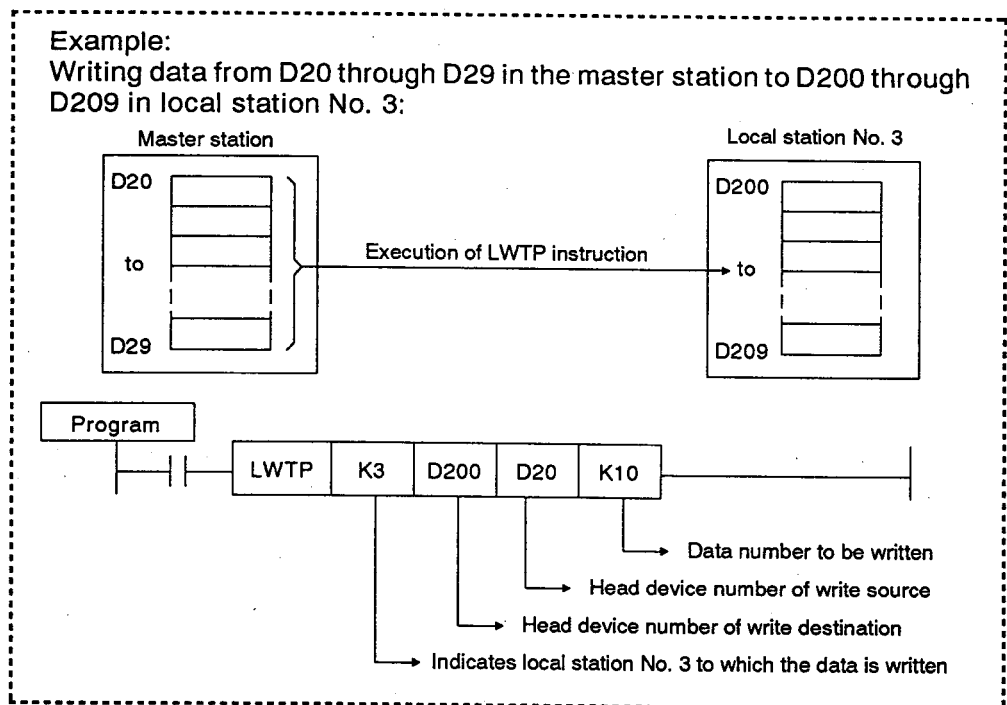 Example:
Writing data from D20 through D29 in the master station to D200 through
D209 in local station No. 3:
Master station
Local station No. 3
D20
to
D29
Execution of LWTP instruction
D200
to
D209
Program
LWTP K3 D200 D20 K10
Data number to be written
Head device number of write source
Head device number of write destination
Indicates local station No. 3 to which the data is written